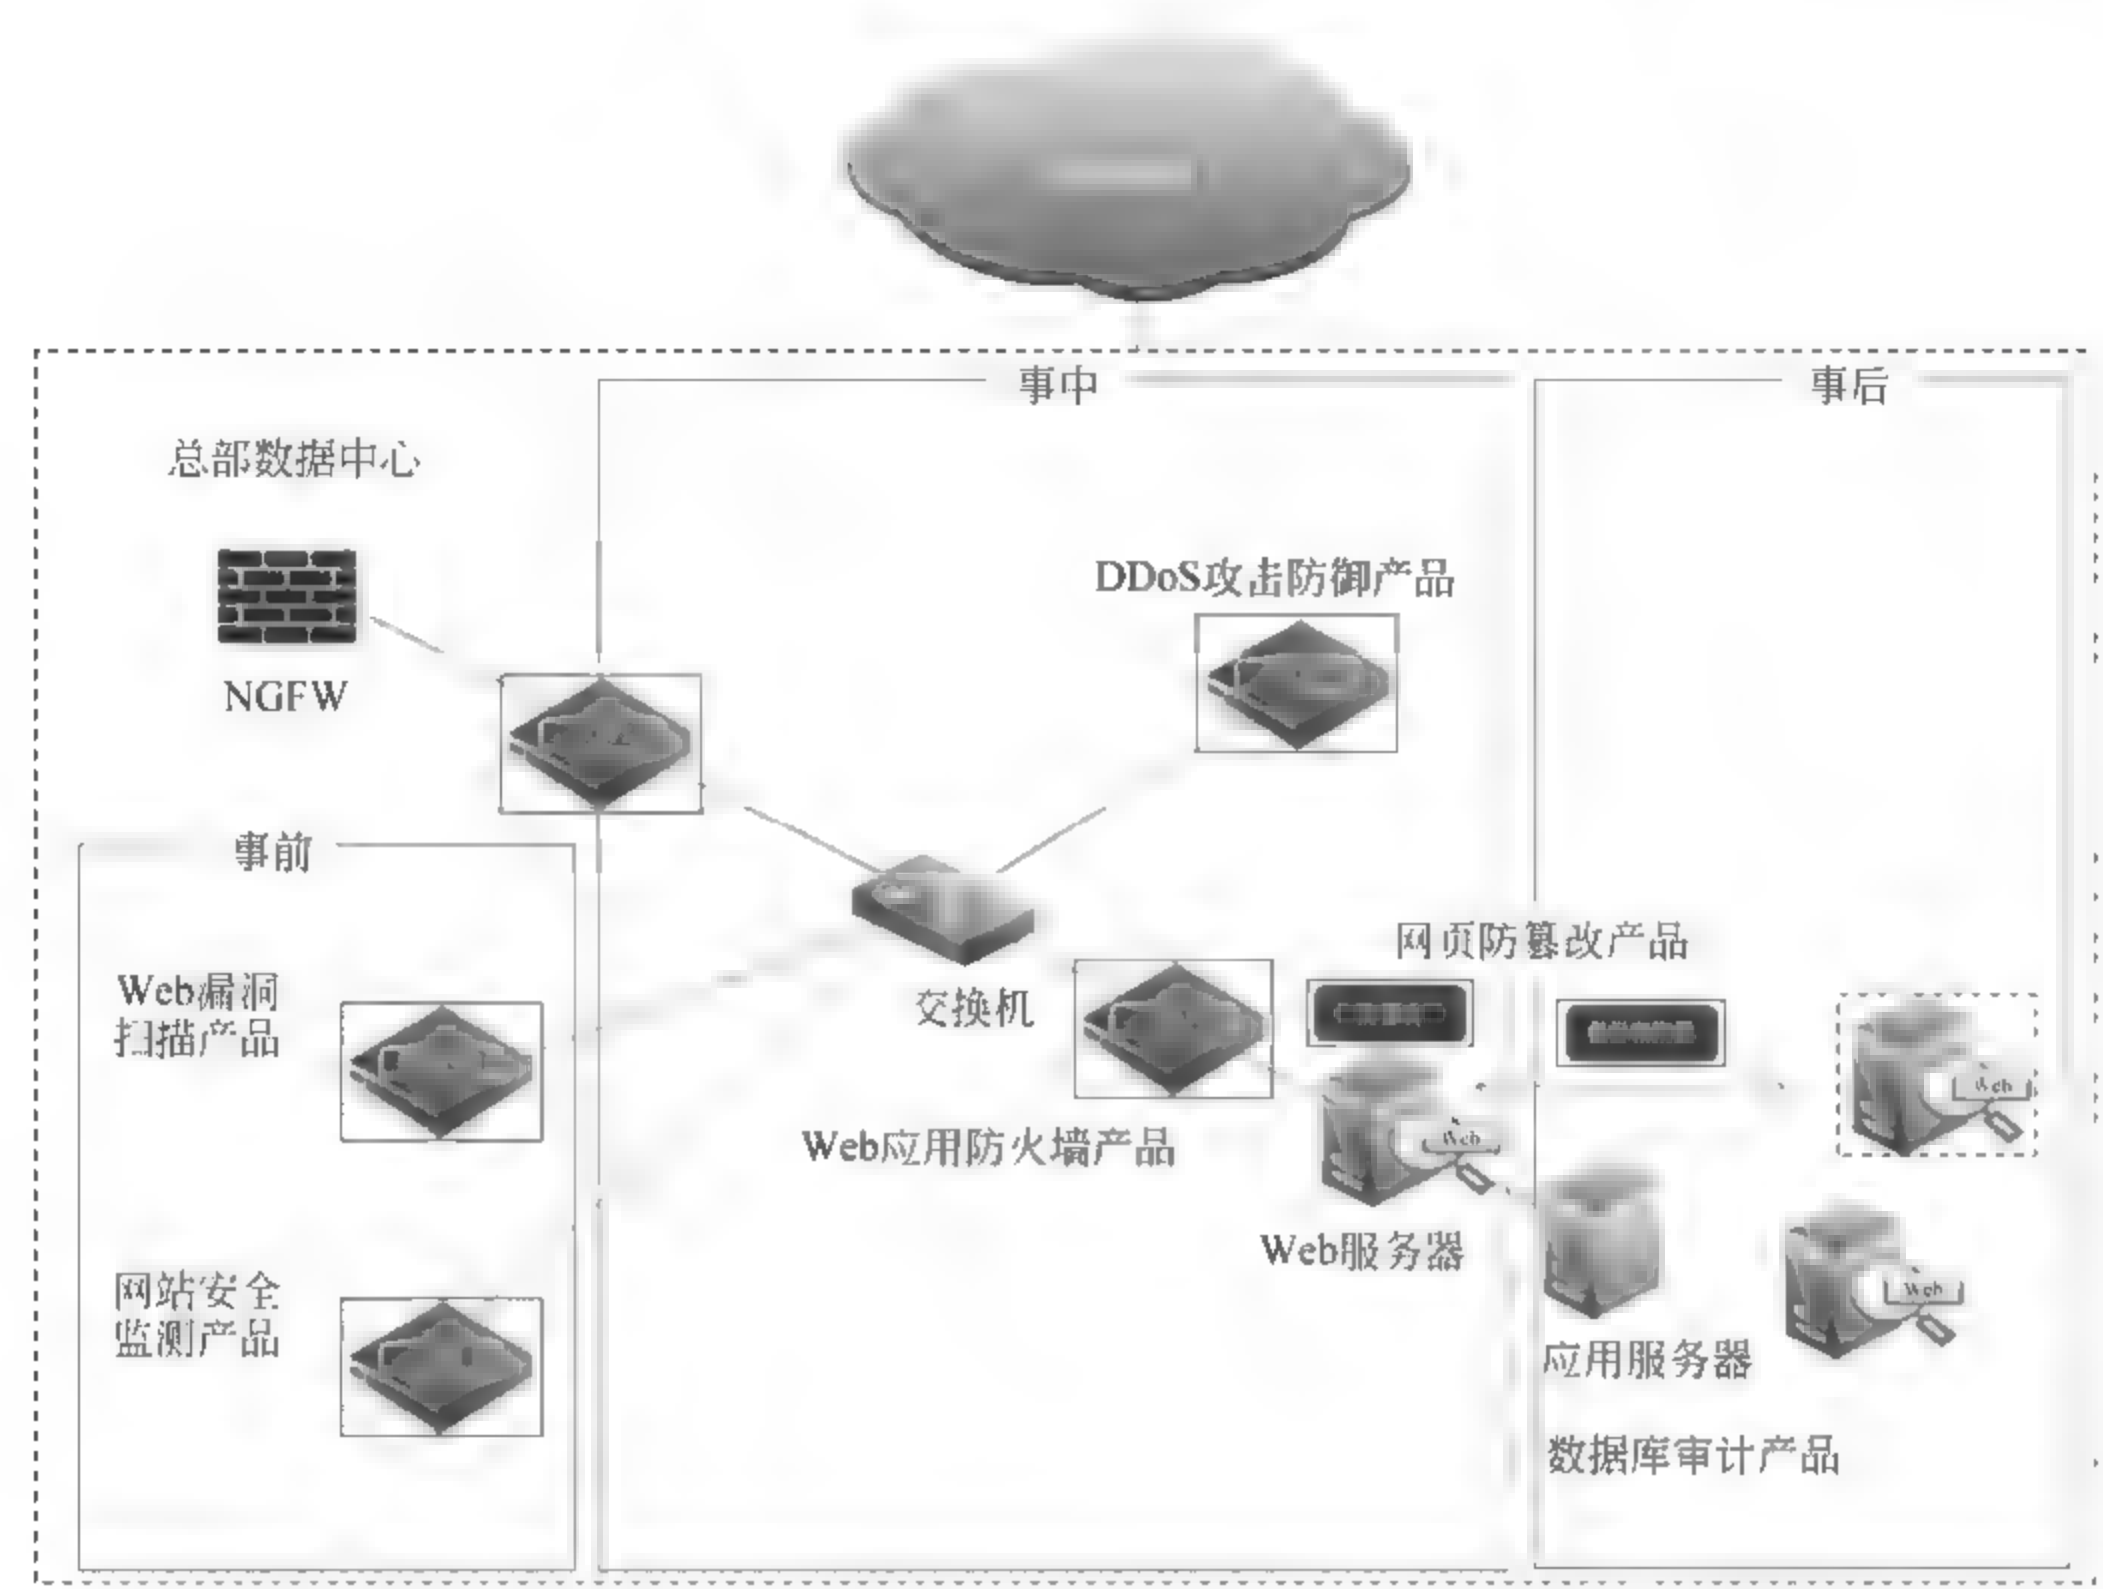 事中
事后
总部数据中心
DDoS攻击防御产品
NGFW
事前
网页防篡改产品
Web漏洞
扫描产品
交换机
Web
Web应用防火墙产品
Web
Web服务器
网站安全
监测产品
Web
应用服务器
数据库审计产品